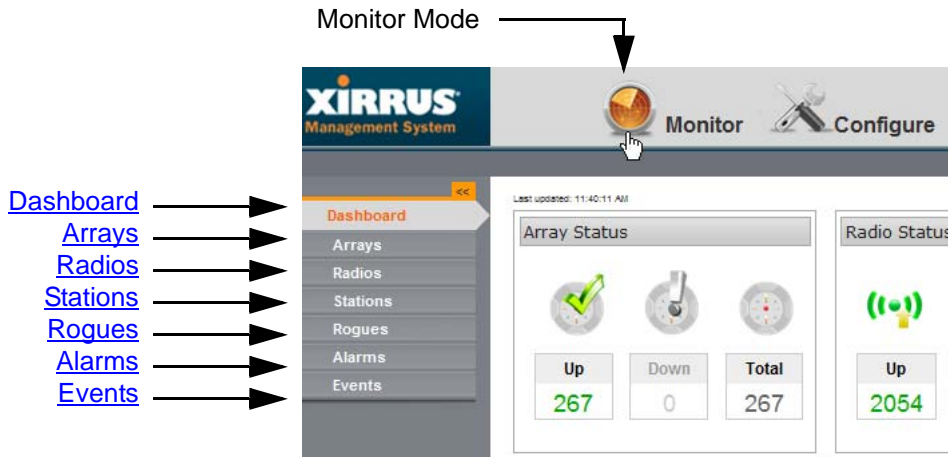 Monitor Mode
XIRRUS
Management System
Monitor
Configure
Dashboard
Arrays
Radios
Stations
Rogues
Alarms
Events
<<
Dashboard
Arrays
Radios
Stations
Rogues
Alarms
Events
Last updated: 11:40:11 AM
Array Status
Up
Down
Total
267
0
267
Radio Status
Up
2054